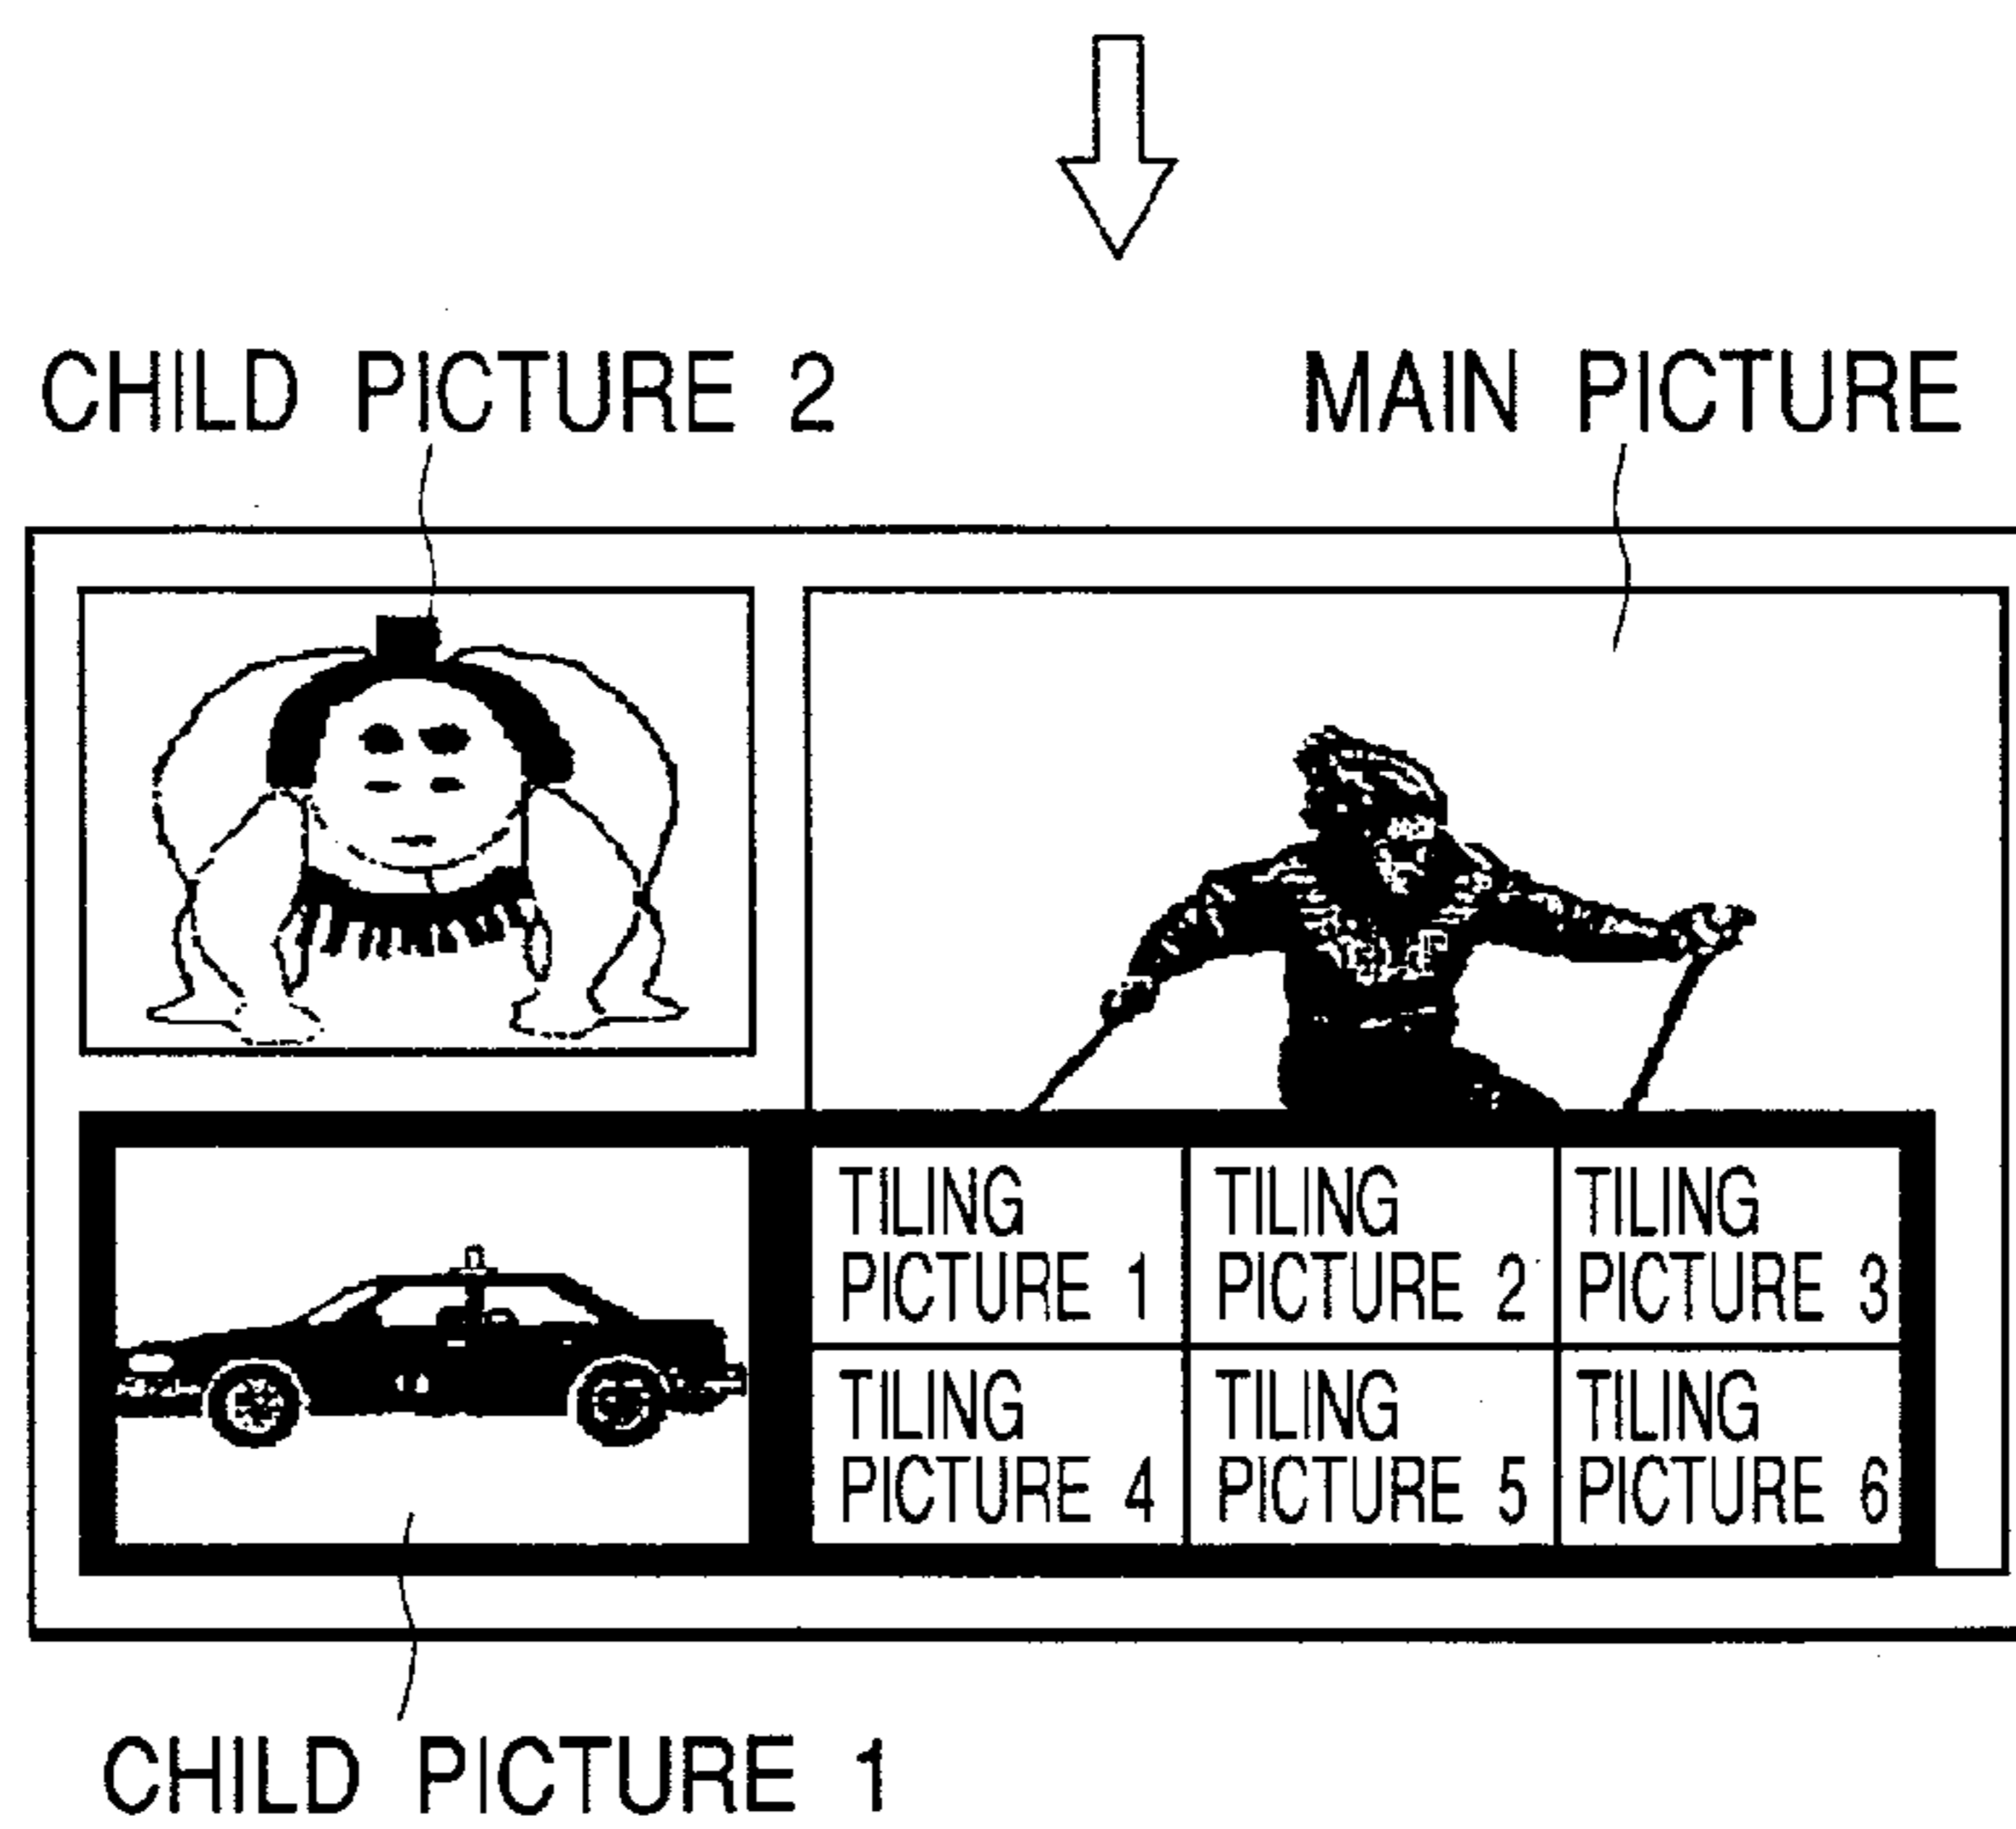 CHILD PICTURE 2
MAIN PICTURE
TILING
PICTURE 1
TILING
PICTURE 2
TILING
PICTURE 3
TILING
PICTURE 4
TILING
PICTURE 5
TILING
PICTURE 6
CHILD PICTURE 1